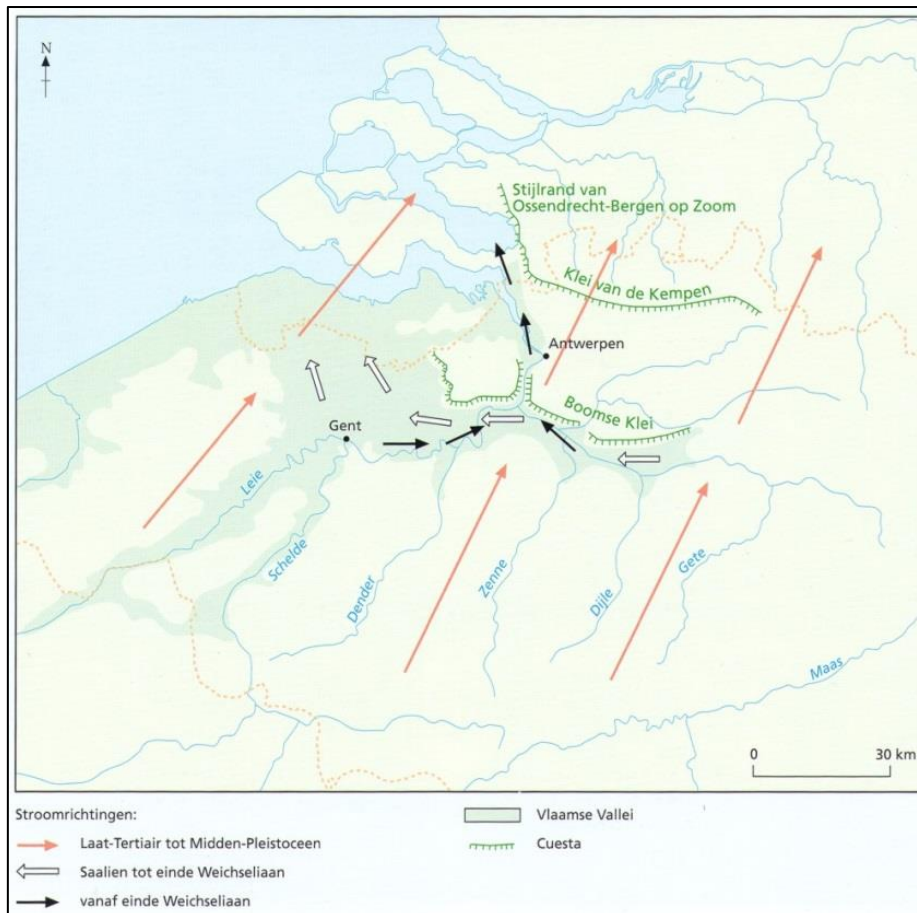 N
Stijlrand van
Ossendrecht-Bergen op Zoom
Klei van de Kempen
Antwerpen
Boomse Klei
Gent
Leie
Schelde
Dender
Zenne
Dijle
Gete
Maas
0 30 km
Stroomrichtingen:
Laat-Tertiair tot Midden-Pleistoceen
Saalien tot einde Weichseliaan
vanaf einde Weichseliaan
Vlaamse Vallei
Cuesta